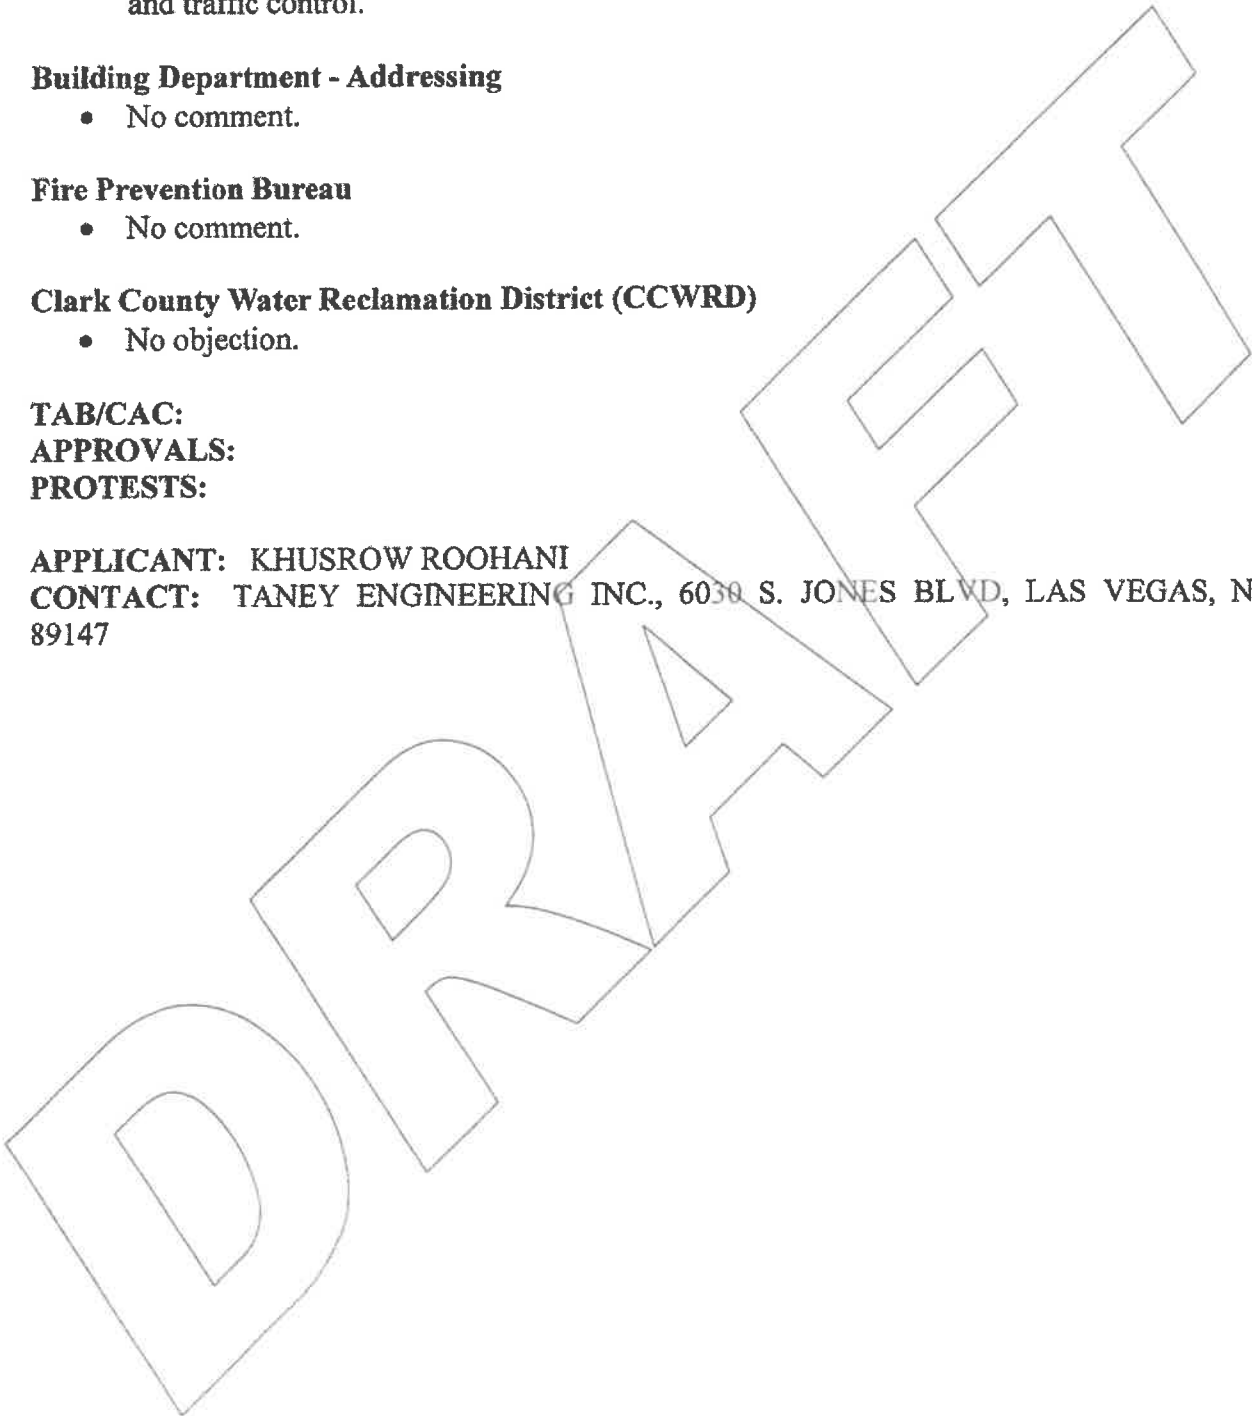 and traffic control.
Building Department - Addressing
• No comment.
Fire Prevention Bureau
• No comment.
Clark County Water Reclamation District (CCWRD)
• No objection.
TAB/CAC:
APPROVALS:
PROTESTS:
APPLICANT: KHUSROW ROOHANI
CONTACT: TANEY ENGINEERING INC., 6030 S. JONES BLVD, LAS VEGAS, N
89147
DRAFT